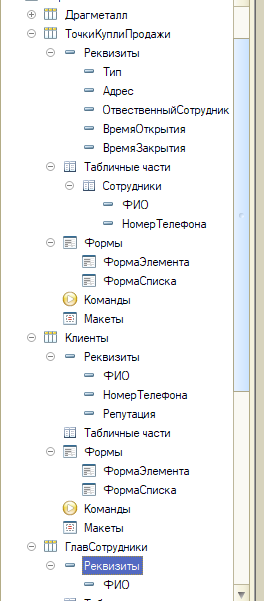 Драгметалл
ТочкиКуплиПродажи
Реквизиты
Тип
Адрес
ОтвественныйСотрудник
ВремяОткрытия
ВремяЗакрытия
Табличные части
Сотрудники
ФИО
НомерТелефона
Формы
ФормаЭлемента
ФормаСписка
Команды
Макеты
Клиенты
Реквизиты
ФИО
НомерТелефона
Репутация
Табличные части
Формы
ФормаЭлемента
ФормаСписка
Команды
Макеты
ГлавСотрудники
Реквизиты
ФИО